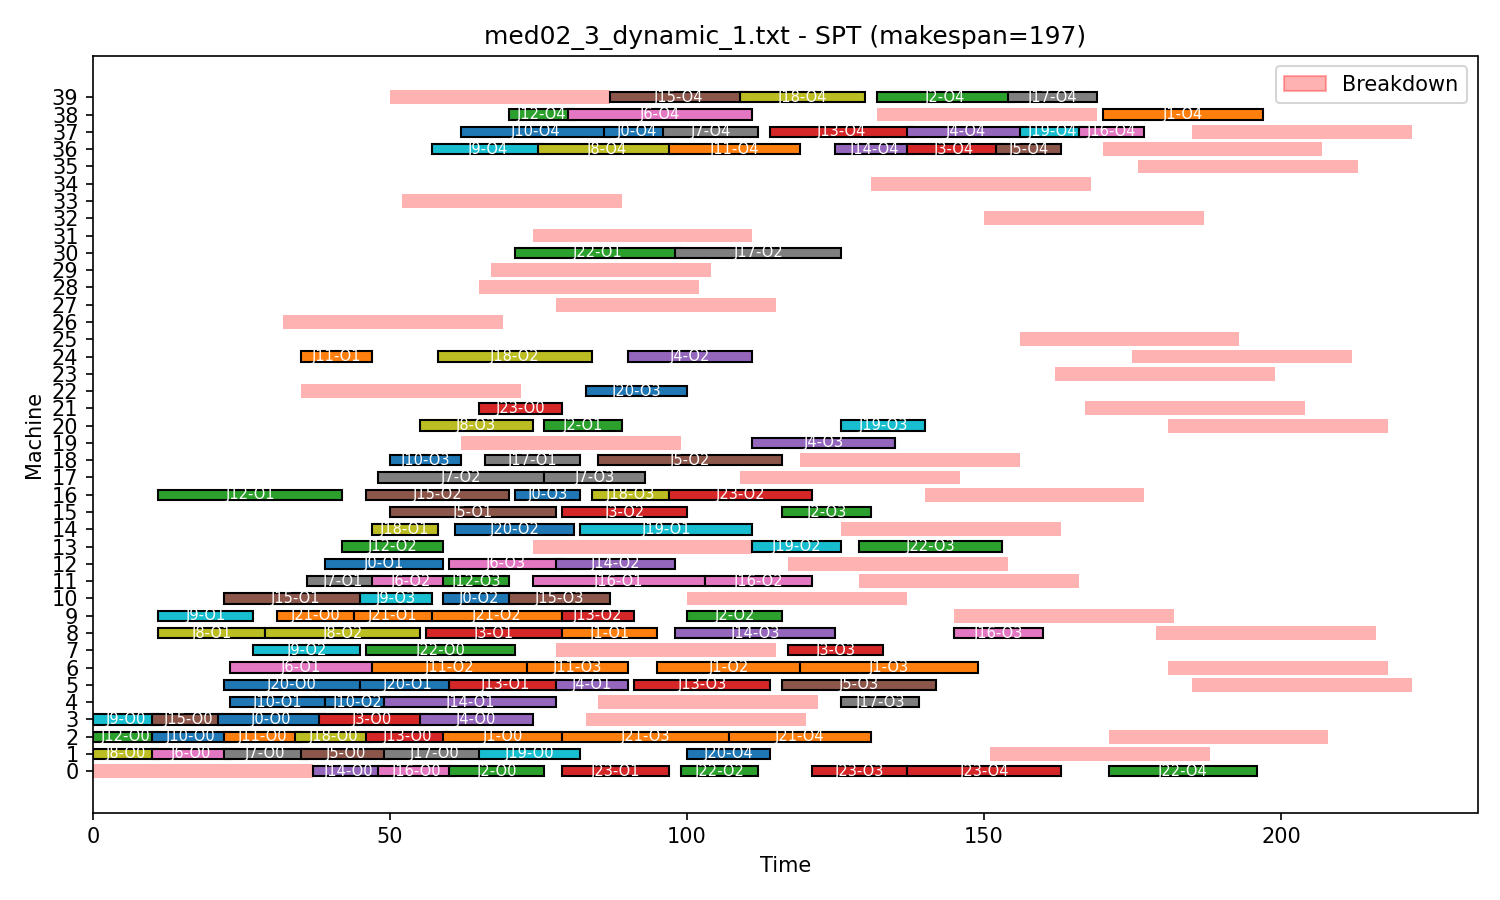 med02_3_dynamic_1.txt - SPT (makespan=197)
Breakdown
39 J15-O4 J18-O4 J2-O4 J17-O4
38 J12-O4 J6-O4 J1-O4
37 J10-O4 J0-O4 J7-O4 J13-O4 J4-O4 J19-O4 J16-O4
36 J9-O4 J8-O4 J11-O4 J14-O4 J3-O4 J5-O4
35
34
33
32
31
30 J22-O1 J17-O2
29
28
27
26
25
24 J11-O1 J18-O2 J4-O2
23
22 J20-O3
21 J23-O0
20 J8-O3 J2-O1 J19-O3
19 J4-O3
18 J10-O3 J17-O1 J5-O2
17 J7-O2 J7-O3
16 J12-O1 J15-O2 J0-O3 J18-O3 J23-O2
15 J5-O1 J3-O2 J2-O3
14 J18-O1 J20-O2 J19-O1
13 J12-O2 J19-O2 J22-O3
12 J0-O1 J6-O3 J14-O2
11 J7-O1 J6-O2 J12-O3 J16-O1 J16-O2
10 J15-O1 J9-O3 J0-O2 J15-O3
9 J9-O1 J21-O0 J21-O1 J21-O2 J13-O2 J2-O2
8 J8-O1 J8-O2 J3-O1 J1-O1 J14-O3 J16-O3
7 J9-O2 J22-O0 J3-O3
6 J6-O1 J11-O2 J11-O3 J1-O2 J1-O3
5 J20-O0 J20-O1 J13-O1 J4-O1 J13-O3 J5-O3
4 J10-O1 J10-O2 J14-O1 J17-O3
3 J9-O0 J15-O0 J0-O0 J3-O0 J4-O0
2 J12-O0 J10-O0 J11-O0 J18-O0 J13-O0 J1-O0 J21-O3 J21-O4
1 J8-O0 J6-O0 J7-O0 J5-O0 J17-O0 J19-O0 J20-O4
0 J14-O0 J16-O0 J2-O0 J23-O1 J22-O2 J23-O3 J23-O4 J22-O4
Machine
0 50 100 150 200
Time